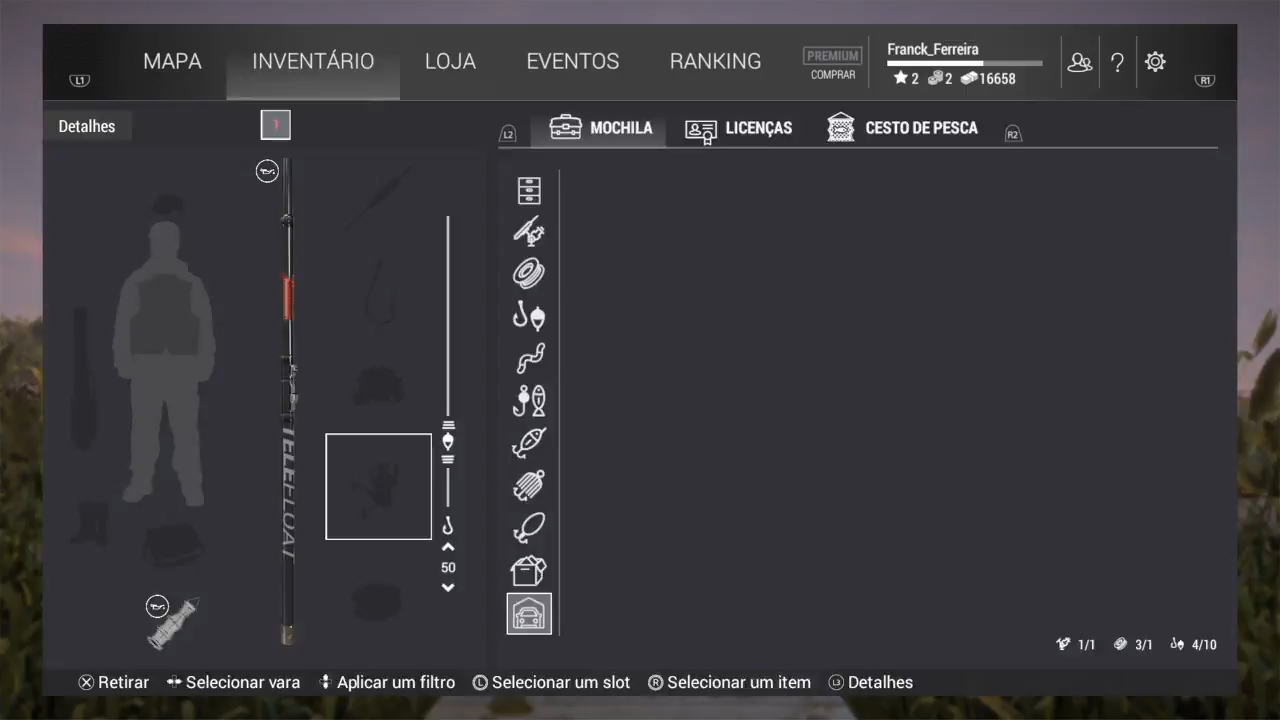 L1
MAPA
INVENTÁRIO
LOJA
EVENTOS
RANKING
PREMIUM
COMPRAR
Franck_Ferreira
2 2 16658
?
R1
Detalhes
1
L2
MOCHILA
LICENÇAS
CESTO DE PESCA
R2
TELEFLOAT
50
1/1 3/1 4/10
Retirar
Selecionar vara
Aplicar um filtro
L Selecionar um slot
R Selecionar um item
L3 Detalhes